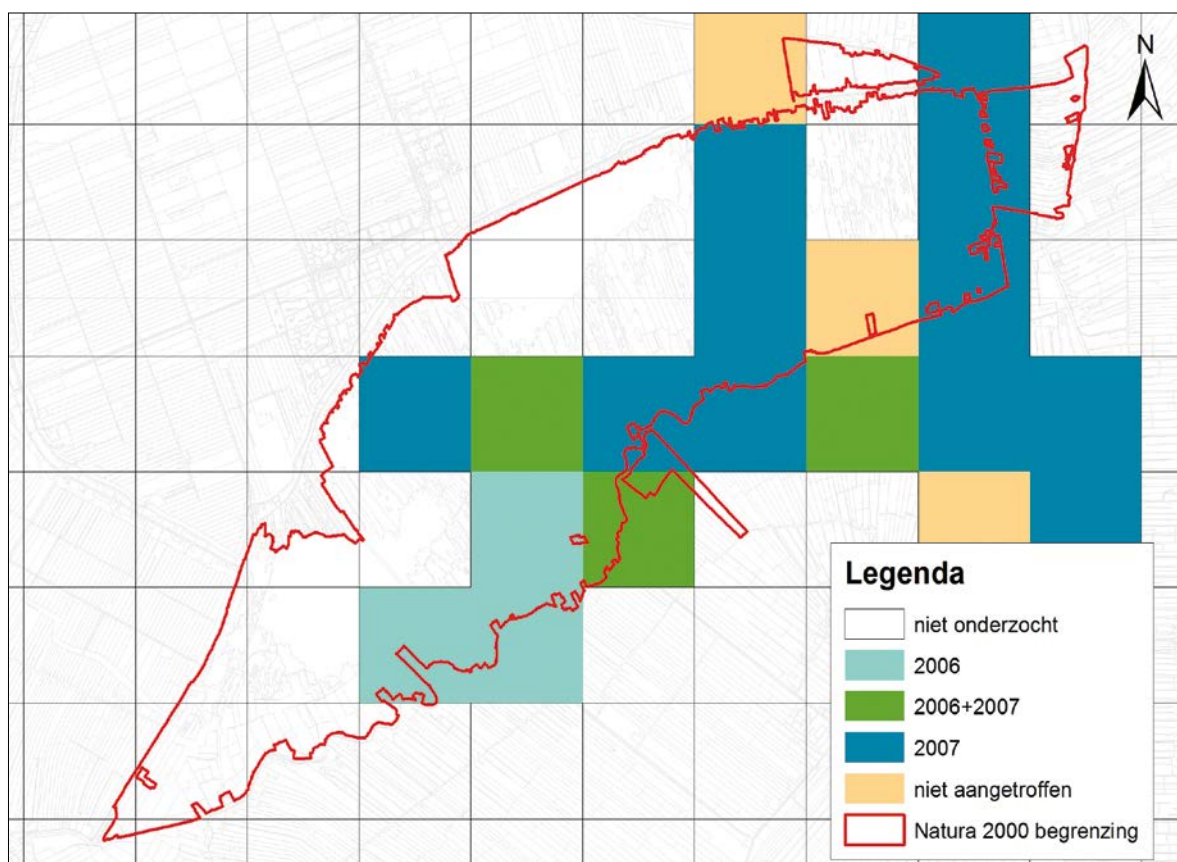 N
Legenda
niet onderzocht
2006
2006+2007
2007
niet aangetroffen
Natura 2000 begrenzing